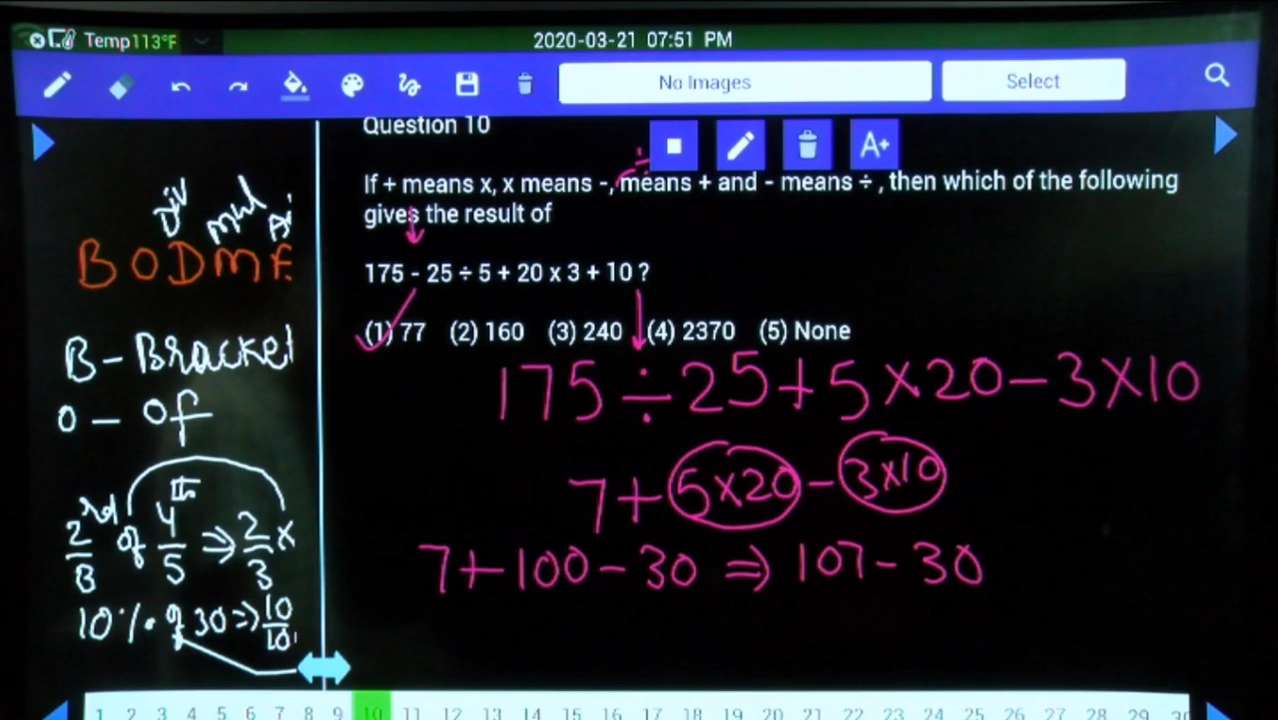 Temp113°F
2020-03-21 07:51 PM
No Images
Select
A+
Question 10
÷
If + means x, x means -, means + and - means ÷ , then which of the following
gives the result of
175 - 25 ÷ 5 + 20 x 3 + 10 ?
(1) 77 (2) 160 (3) 240 (4) 2370 (5) None
175 ÷ 25 + 5 × 20 - 3 × 10
7 + 5×20 - 3×10
7 + 100 - 30 ⇒ 107 - 30
Div Mul
BODM
B - Bracket
O - Of
2/3 rd of 4/5 th ⇒ 2/3 ×
10% of 30 ⇒ 10/10
1 2 3 4 5 6 7 8 9 10 11 12 13 14 15 16 17 18 19 20 21 22 23 24 25 26 27 28 29 30